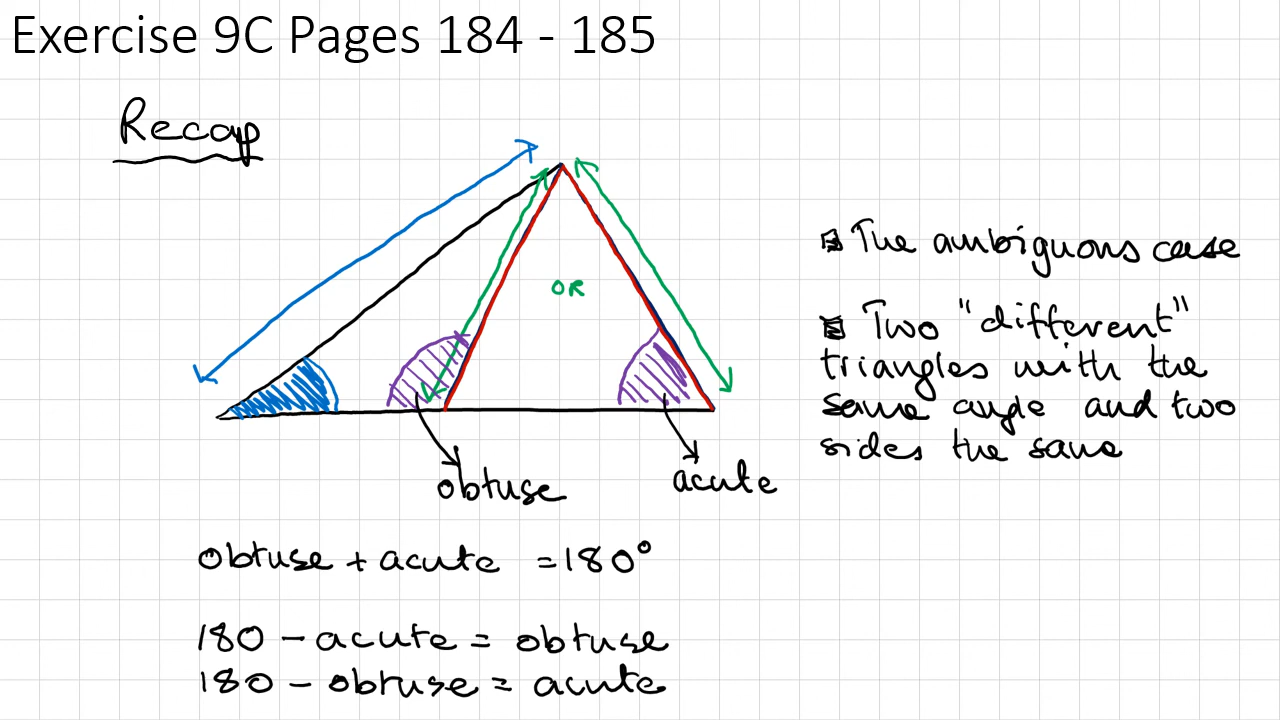 Exercise 9C Pages 184 - 185
Recap
OR
The ambiguous case
Two "different"
triangles with the
same angle and two
sides the same
obtuse
acute
obtuse + acute = 180°
180 - acute = obtuse
180 - obtuse = acute